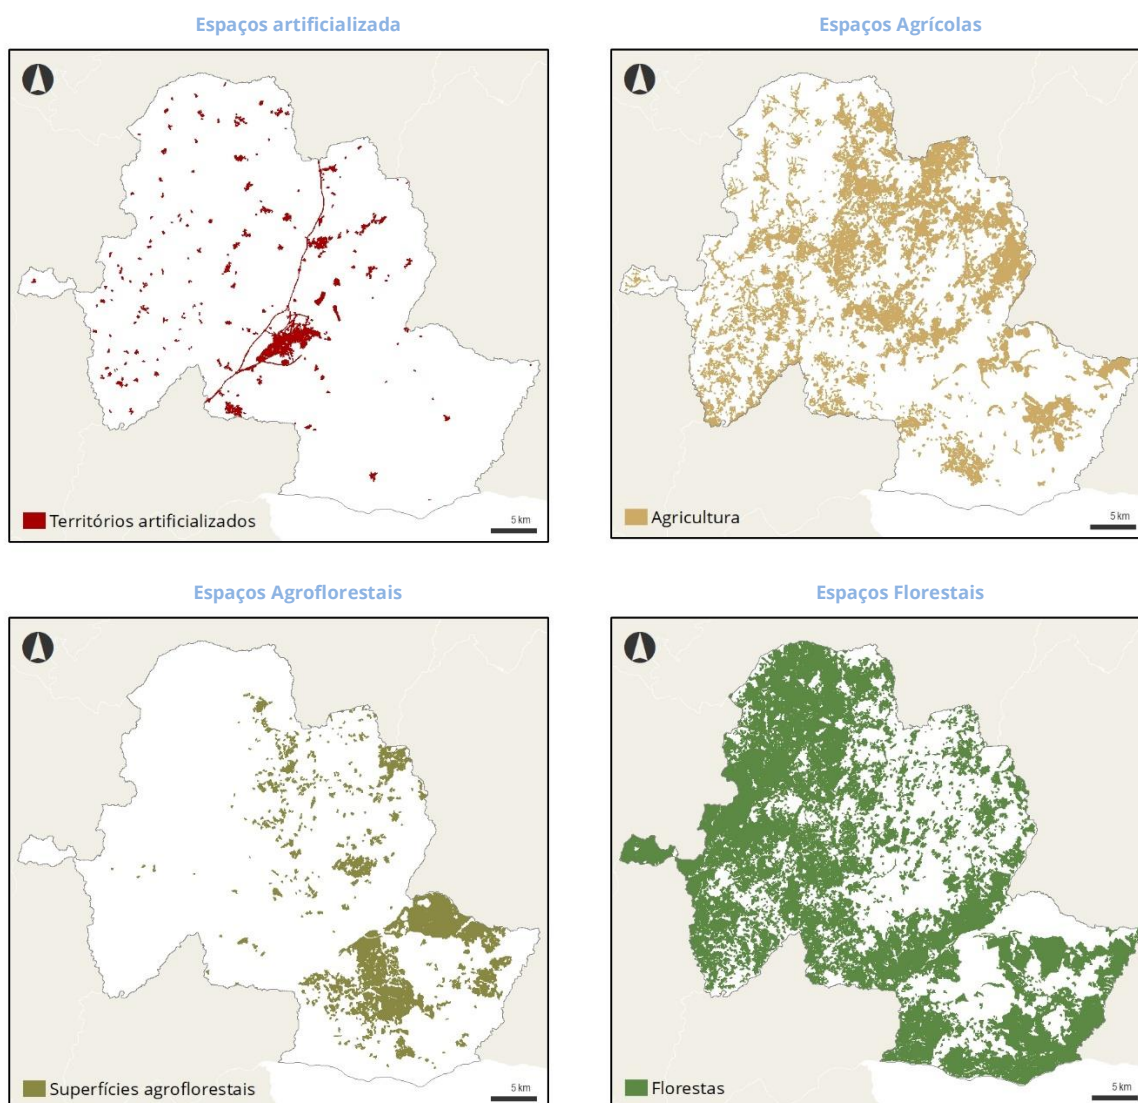 Espaços artificializada
Espaços Agrícolas
Territórios artificializados
5 km
Agricultura
5 km
Espaços Agroflorestais
Espaços Florestais
Superfícies agroflorestais
5 km
Florestas
5 km